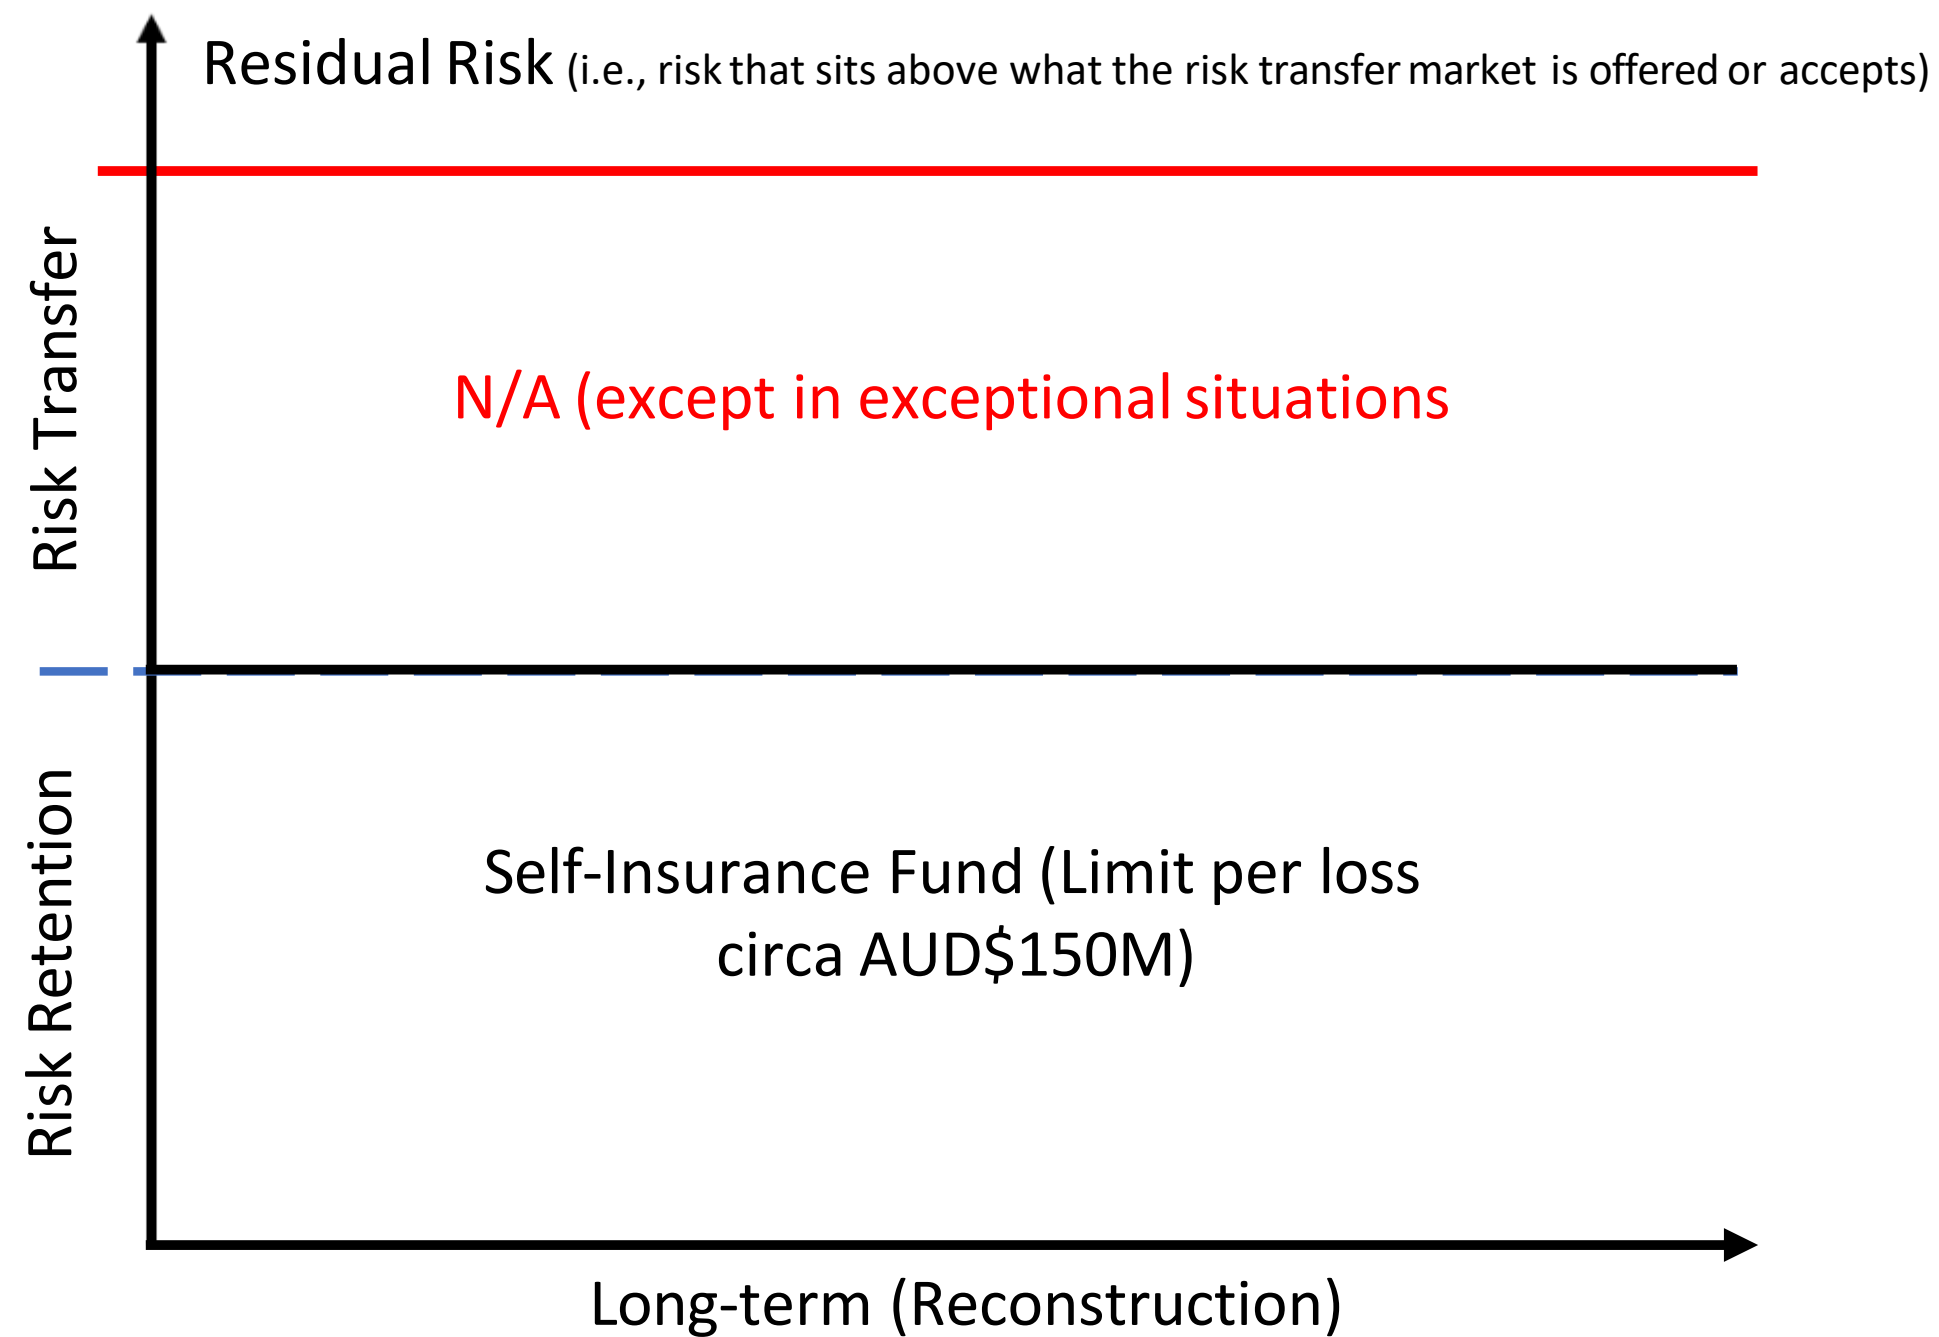 Residual Risk (i.e., risk that sits above what the risk transfer market is offered or accepts)
Risk Transfer
N/A (except in exceptional situations
Risk Retention
Self-Insurance Fund (Limit per loss
circa AUD$150M)
Long-term (Reconstruction)